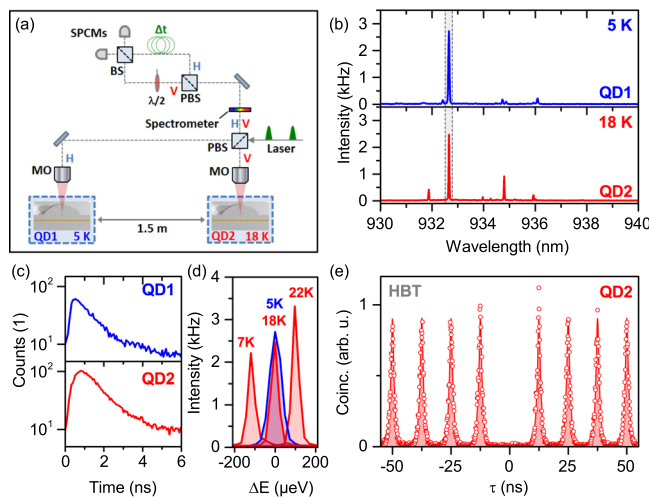 (a)
SPCMs
Δt
BS
H
λ/2
V
PBS
Spectrometer
H V
PBS
V
Laser
MO
H
MO
QD1 5 K
1.5 m
QD2 18 K
(b)
5 K
QD1
18 K
QD2
Intensity (kHz)
3
2
1
0
3
2
1
0
930 932 934 936 938 940
Wavelength (nm)
(c)
QD1
QD2
Counts (1)
10²
10¹
10²
10¹
0 2 4 6
Time (ns)
(d)
5K
22K
18K
7K
Intensity (kHz)
4
3
2
1
0
-200 0 200
ΔE (µeV)
(e)
HBT
QD2
Coinc. (arb. u.)
1
0
-50 -25 0 25 50
τ (ns)